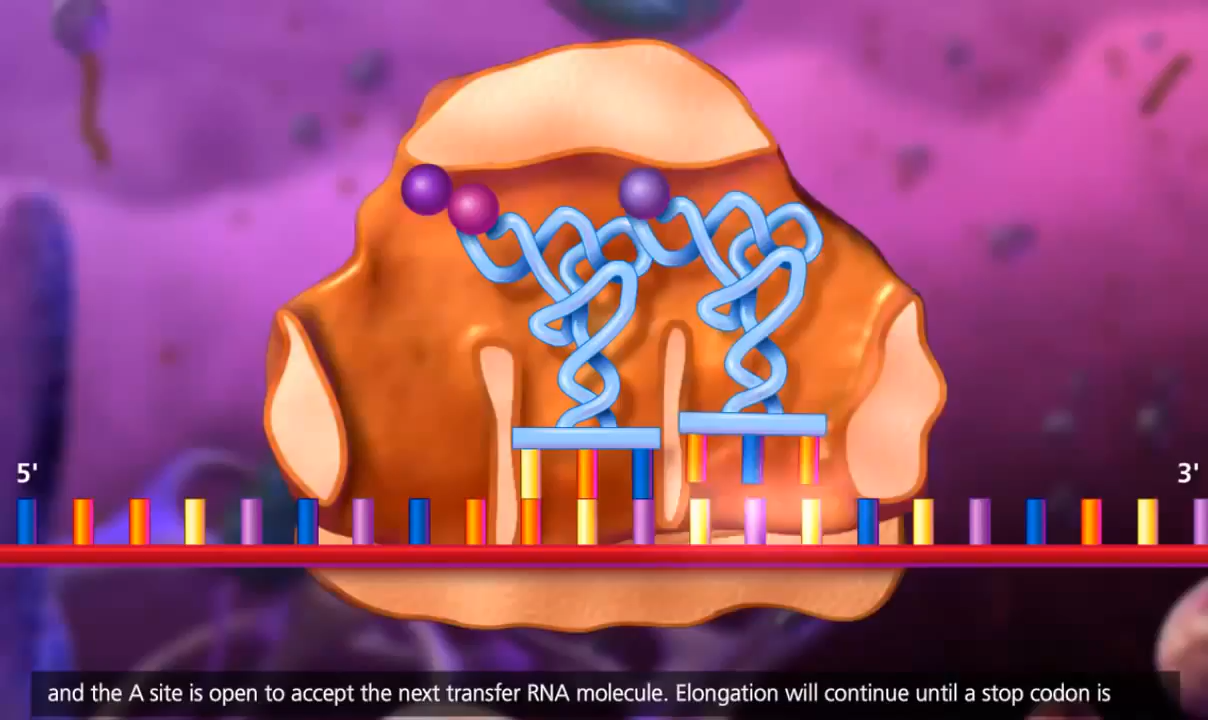 5'
3'
and the A site is open to accept the next transfer RNA molecule. Elongation will continue until a stop codon is